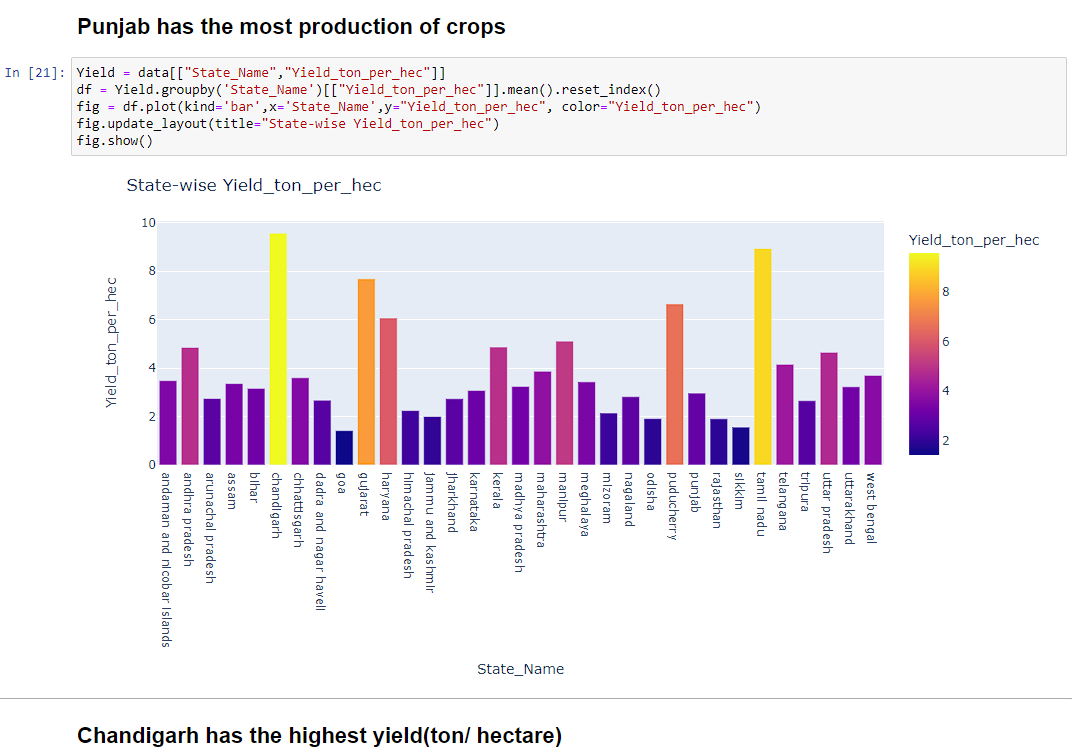 Punjab has the most production of crops
In [21]:
Yield = data[["State_Name","Yield_ton_per_hec"]]
df = Yield.groupby('State_Name')[["Yield_ton_per_hec"]].mean().reset_index()
fig = df.plot(kind='bar',x='State_Name',y="Yield_ton_per_hec", color="Yield_ton_per_hec")
fig.update_layout(title="State-wise Yield_ton_per_hec")
fig.show()
State-wise Yield_ton_per_hec
Yield_ton_per_hec
10
8
6
4
2
0
andaman and nicobar islands
andhra pradesh
arunachal pradesh
assam
bihar
chandigarh
chhattisgarh
dadra and nagar haveli
goa
gujarat
haryana
himachal pradesh
jammu and kashmir
jharkhand
karnataka
kerala
madhya pradesh
maharashtra
manipur
meghalaya
mizoram
nagaland
odisha
puducherry
punjab
rajasthan
sikkim
tamil nadu
telangana
tripura
uttar pradesh
uttarakhand
west bengal
State_Name
Yield_ton_per_hec
8
6
4
2
Chandigarh has the highest yield(ton/ hectare)